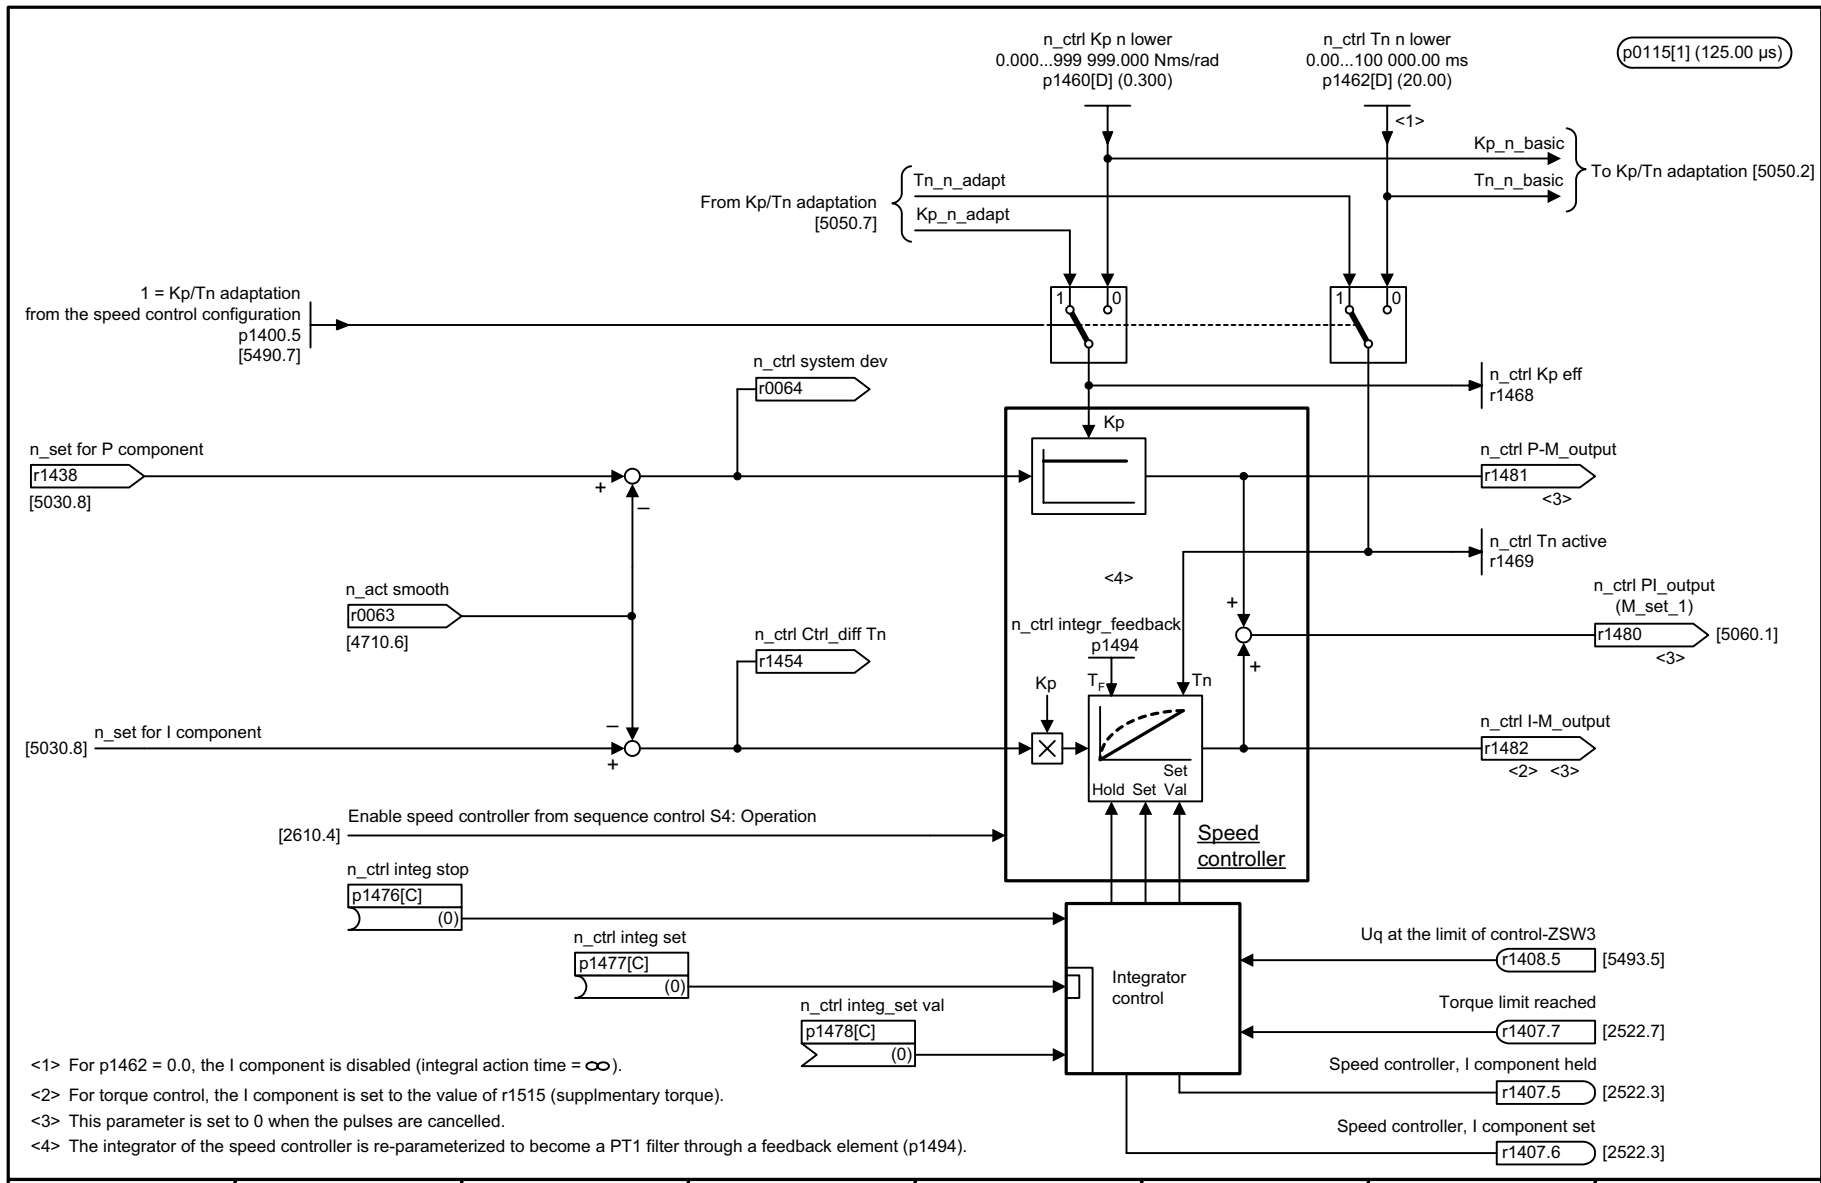 n_ctrl Kp n lower
0.000...999 999.000 Nms/rad
p1460[D] (0.300)
n_ctrl Tn n lower
0.00...100 000.00 ms
p1462[D] (20.00)
p0115[1] (125.00 µs)
<1>
Kp_n_basic
Tn_n_basic
To Kp/Tn adaptation [5050.2]
From Kp/Tn adaptation
[5050.7]
Tn_n_adapt
Kp_n_adapt
1 = Kp/Tn adaptation
from the speed control configuration
p1400.5
[5490.7]
1 0
1 0
n_ctrl system dev
r0064
n_ctrl Kp eff
r1468
Kp
n_set for P component
r1438
[5030.8]
+
–
n_ctrl P-M_output
r1481
<3>
n_ctrl Tn active
r1469
<4>
n_act smooth
r0063
[4710.6]
n_ctrl Ctrl_diff Tn
r1454
n_ctrl integr_feedback
p1494
TF
Tn
Kp
+
+
n_ctrl PI_output
(M_set_1)
r1480
[5060.1]
<3>
[5030.8]
n_set for I component
–
+
n_ctrl I-M_output
r1482
<2> <3>
Set
Hold Set Val
Enable speed controller from sequence control S4: Operation
[2610.4]
Speed
controller
n_ctrl integ stop
p1476[C]
(0)
n_ctrl integ set
p1477[C]
(0)
n_ctrl integ_set val
p1478[C]
(0)
Integrator
control
Uq at the limit of control-ZSW3
r1408.5
[5493.5]
Torque limit reached
r1407.7
[2522.7]
Speed controller, I component held
r1407.5
[2522.3]
Speed controller, I component set
r1407.6
[2522.3]
<1> For p1462 = 0.0, the I component is disabled (integral action time = ∞).
<2> For torque control, the I component is set to the value of r1515 (supplmentary torque).
<3> This parameter is set to 0 when the pulses are cancelled.
<4> The integrator of the speed controller is re-parameterized to become a PT1 filter through a feedback element (p1494).